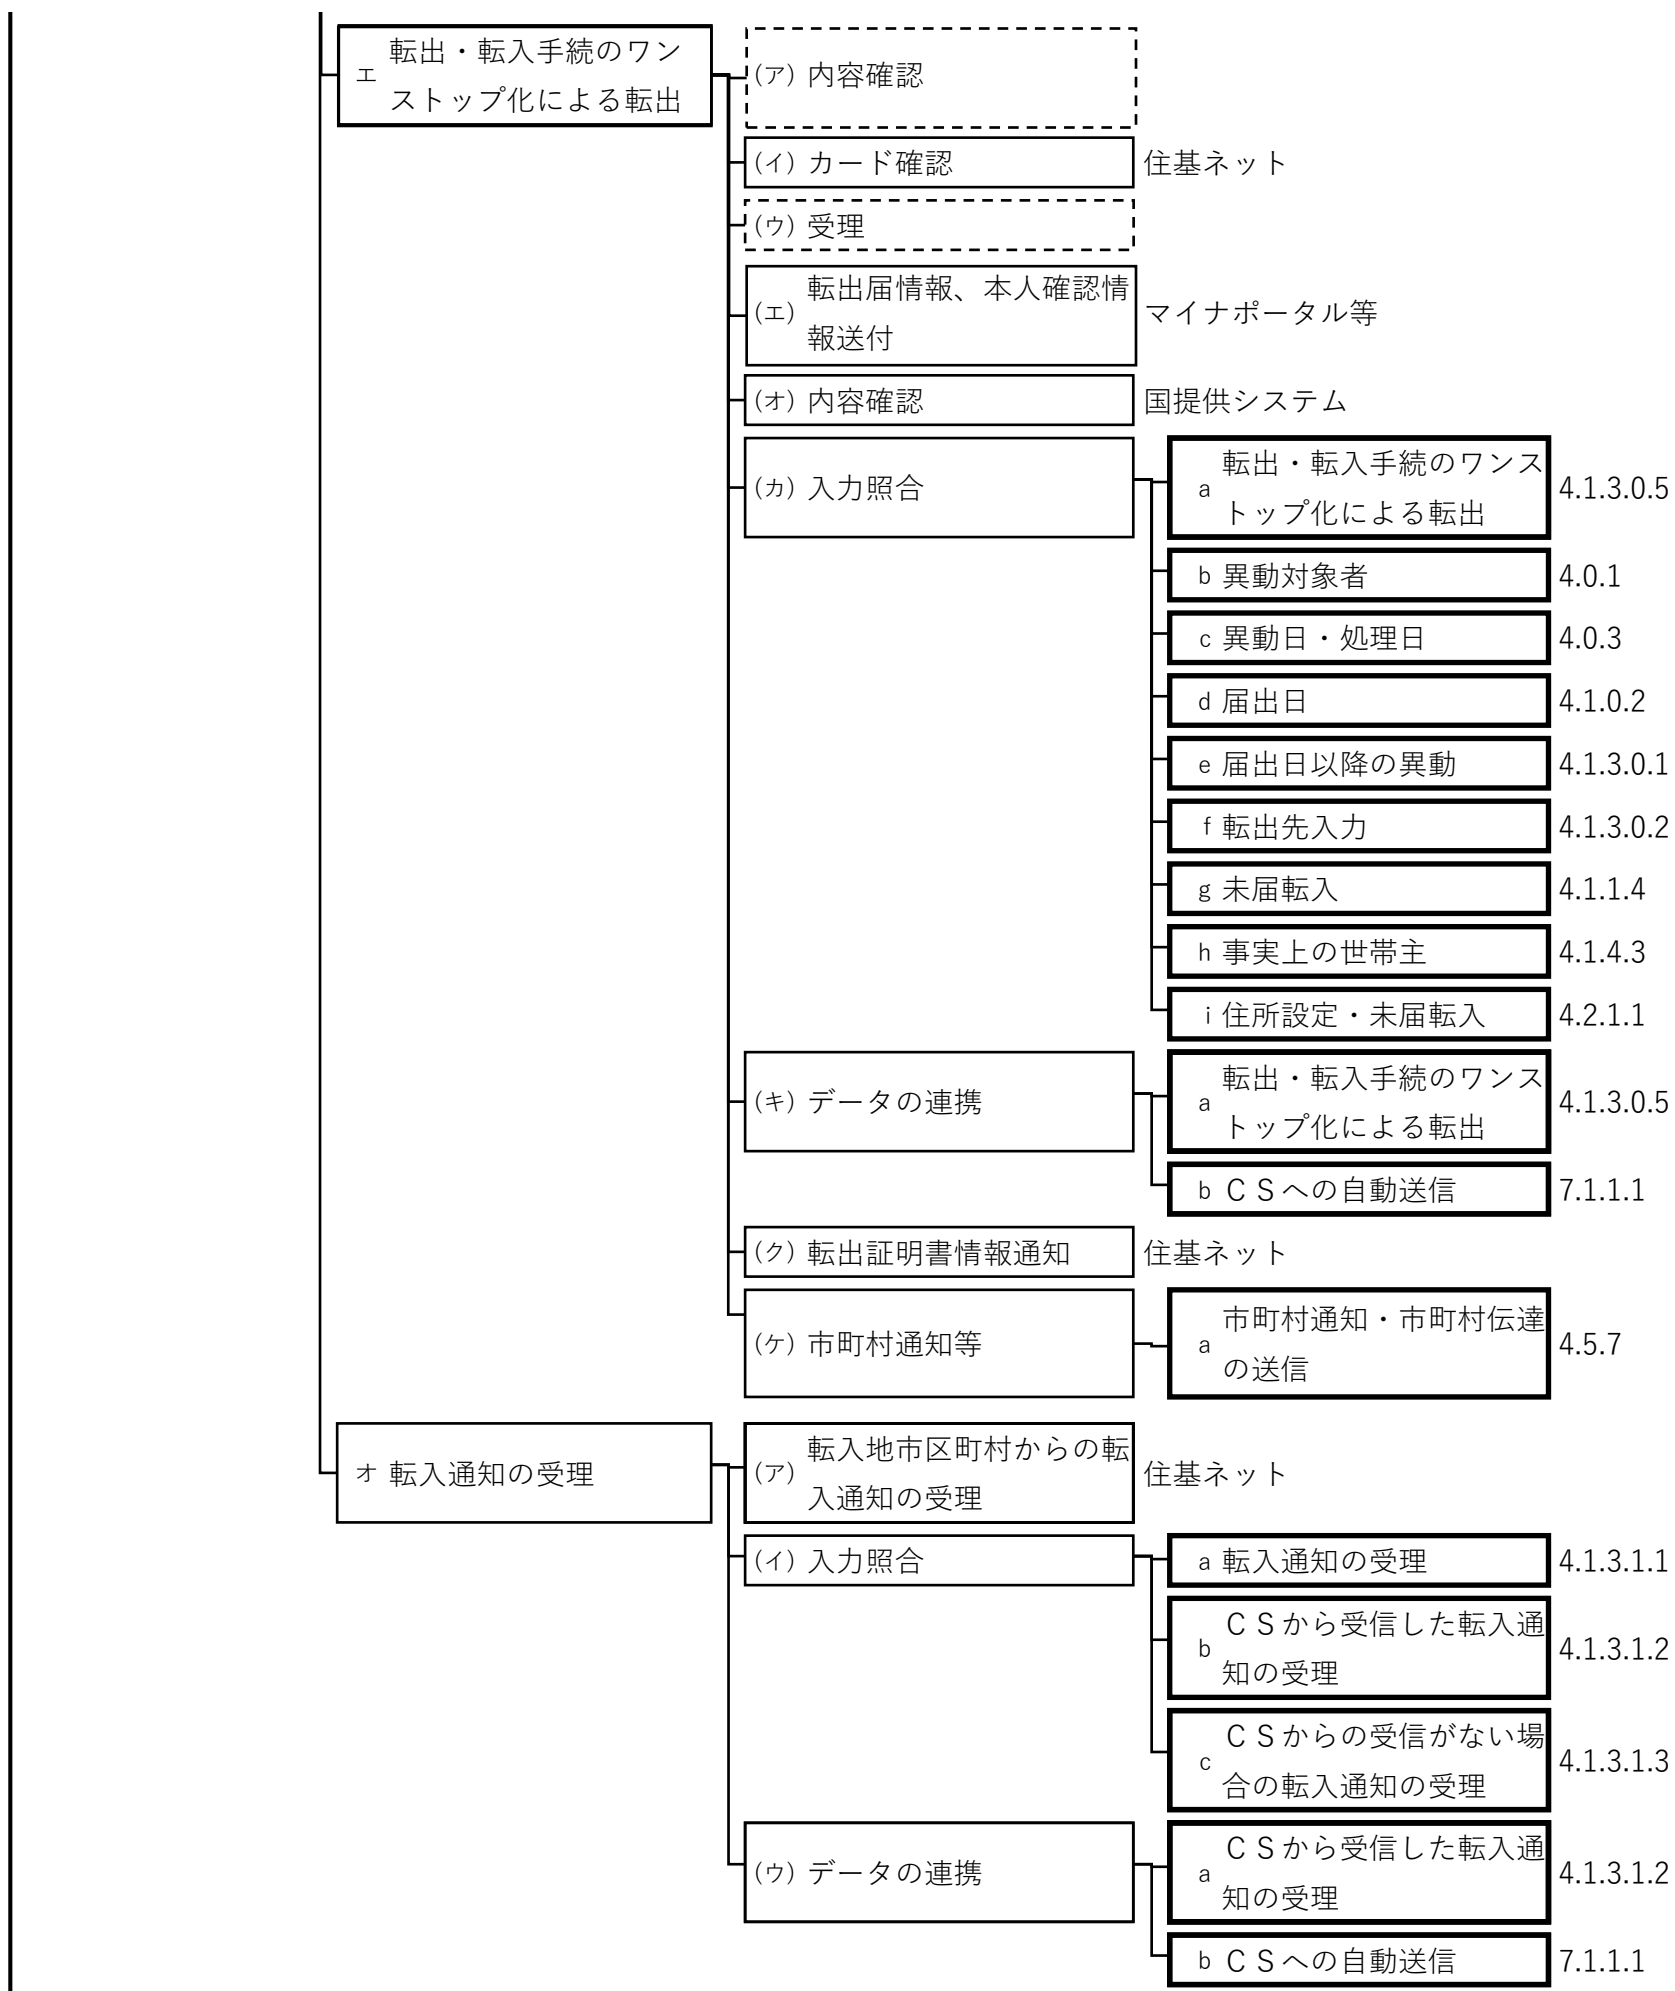 エ 転出・転入手続のワン
ストップ化による転出
(ア) 内容確認
(イ) カード確認 住基ネット
(ウ) 受理
(エ) 転出届情報、本人確認情
報送付 マイナポータル等
(オ) 内容確認 国提供システム
(カ) 入力照合
a 転出・転入手続のワンス
トップ化による転出 4.1.3.0.5
b 異動対象者 4.0.1
c 異動日・処理日 4.0.3
d 届出日 4.1.0.2
e 届出日以降の異動 4.1.3.0.1
f 転出先入力 4.1.3.0.2
g 未届転入 4.1.1.4
h 事実上の世帯主 4.1.4.3
i 住所設定・未届転入 4.2.1.1
(キ) データの連携
a 転出・転入手続のワンス
トップ化による転出 4.1.3.0.5
b ＣＳへの自動送信 7.1.1.1
(ク) 転出証明書情報通知 住基ネット
(ケ) 市町村通知等
a 市町村通知・市町村伝達
の送信 4.5.7
オ 転入通知の受理
(ア) 転入地市区町村からの転
入通知の受理 住基ネット
(イ) 入力照合
a 転入通知の受理 4.1.3.1.1
b ＣＳから受信した転入通
知の受理 4.1.3.1.2
c ＣＳからの受信がない場
合の転入通知の受理 4.1.3.1.3
(ウ) データの連携
a ＣＳから受信した転入通
知の受理 4.1.3.1.2
b ＣＳへの自動送信 7.1.1.1